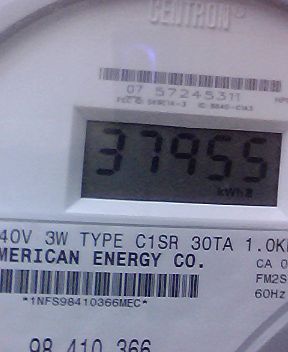 CENTRON
07 57245311
37955
kWh
40V 3W TYPE C1SR 30TA 1.0K
MERICAN ENERGY CO.
CA 0
FM2S
60Hz
*1NFS98410366MEC*
98 410 366